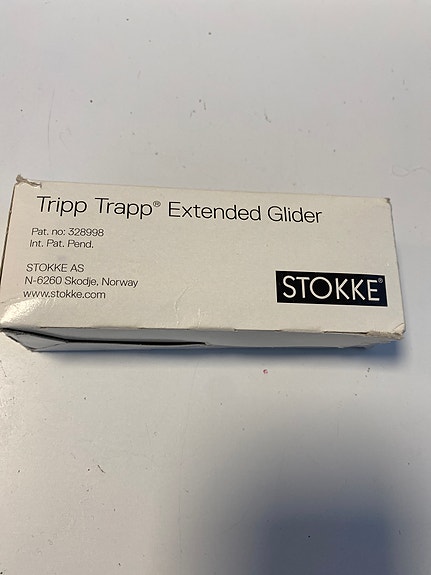 Tripp Trapp® Extended Glider
Pat. no: 328998
Int. Pat. Pend.
STOKKE AS
N-6260 Skodje, Norway
www.stokke.com
STOKKE®